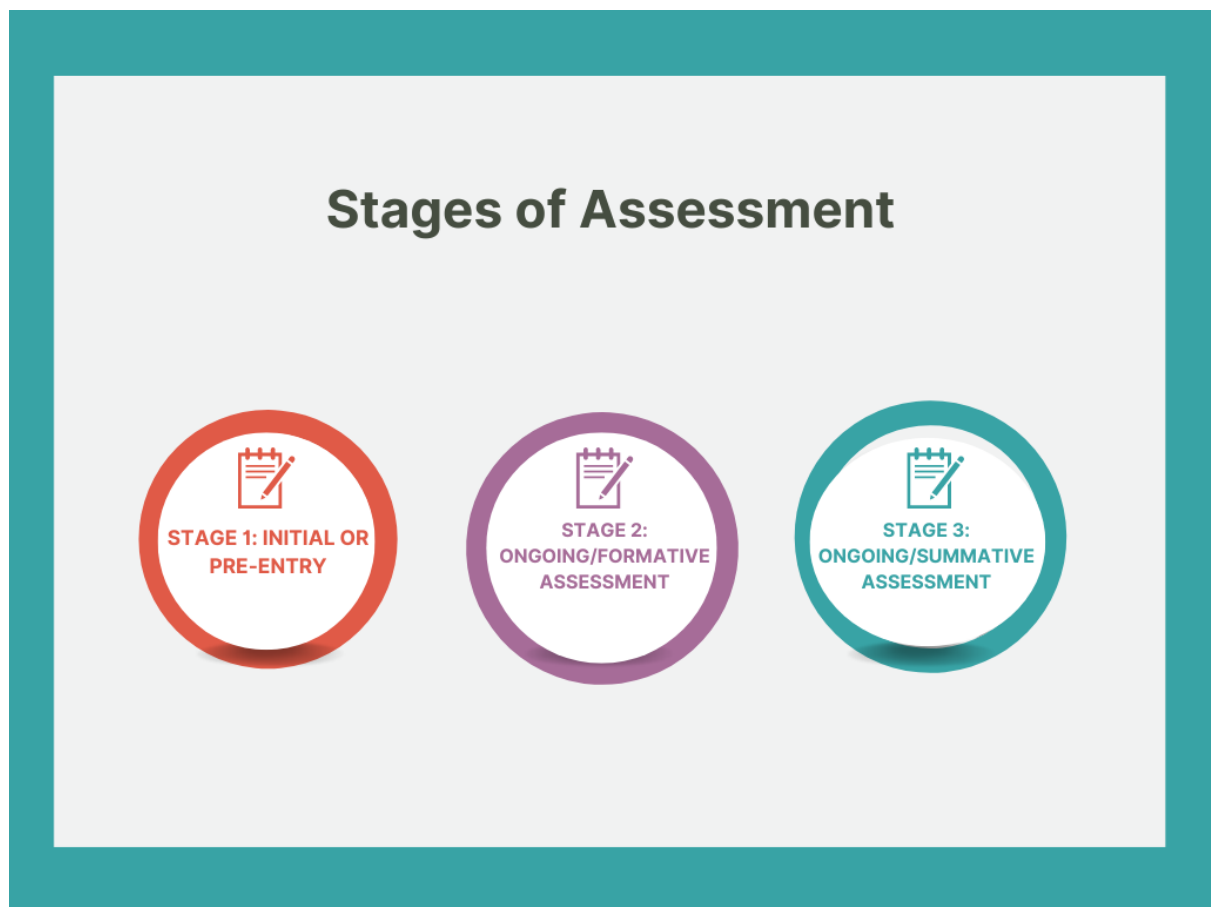 Stages of Assessment
STAGE 1: INITIAL OR
PRE-ENTRY
STAGE 2:
ONGOING/FORMATIVE
ASSESSMENT
STAGE 3:
ONGOING/SUMMATIVE
ASSESSMENT